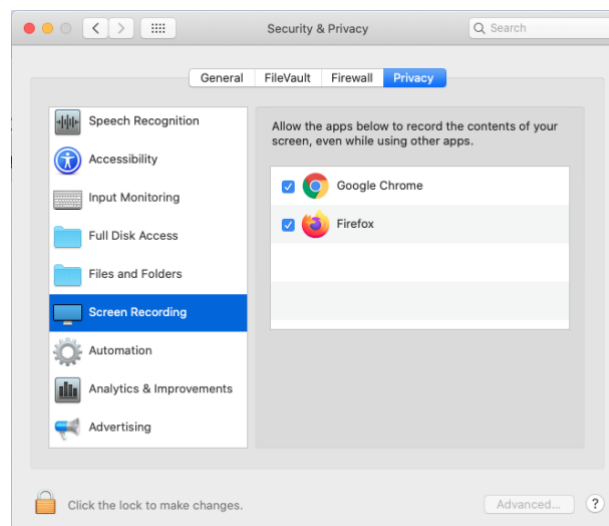 Security & Privacy
Search
General
FileVault
Firewall
Privacy
Speech Recognition
Accessibility
Input Monitoring
Full Disk Access
Files and Folders
Screen Recording
Automation
Analytics & Improvements
Advertising
Allow the apps below to record the contents of your
screen, even while using other apps.
Google Chrome
Firefox
Click the lock to make changes.
Advanced...
?